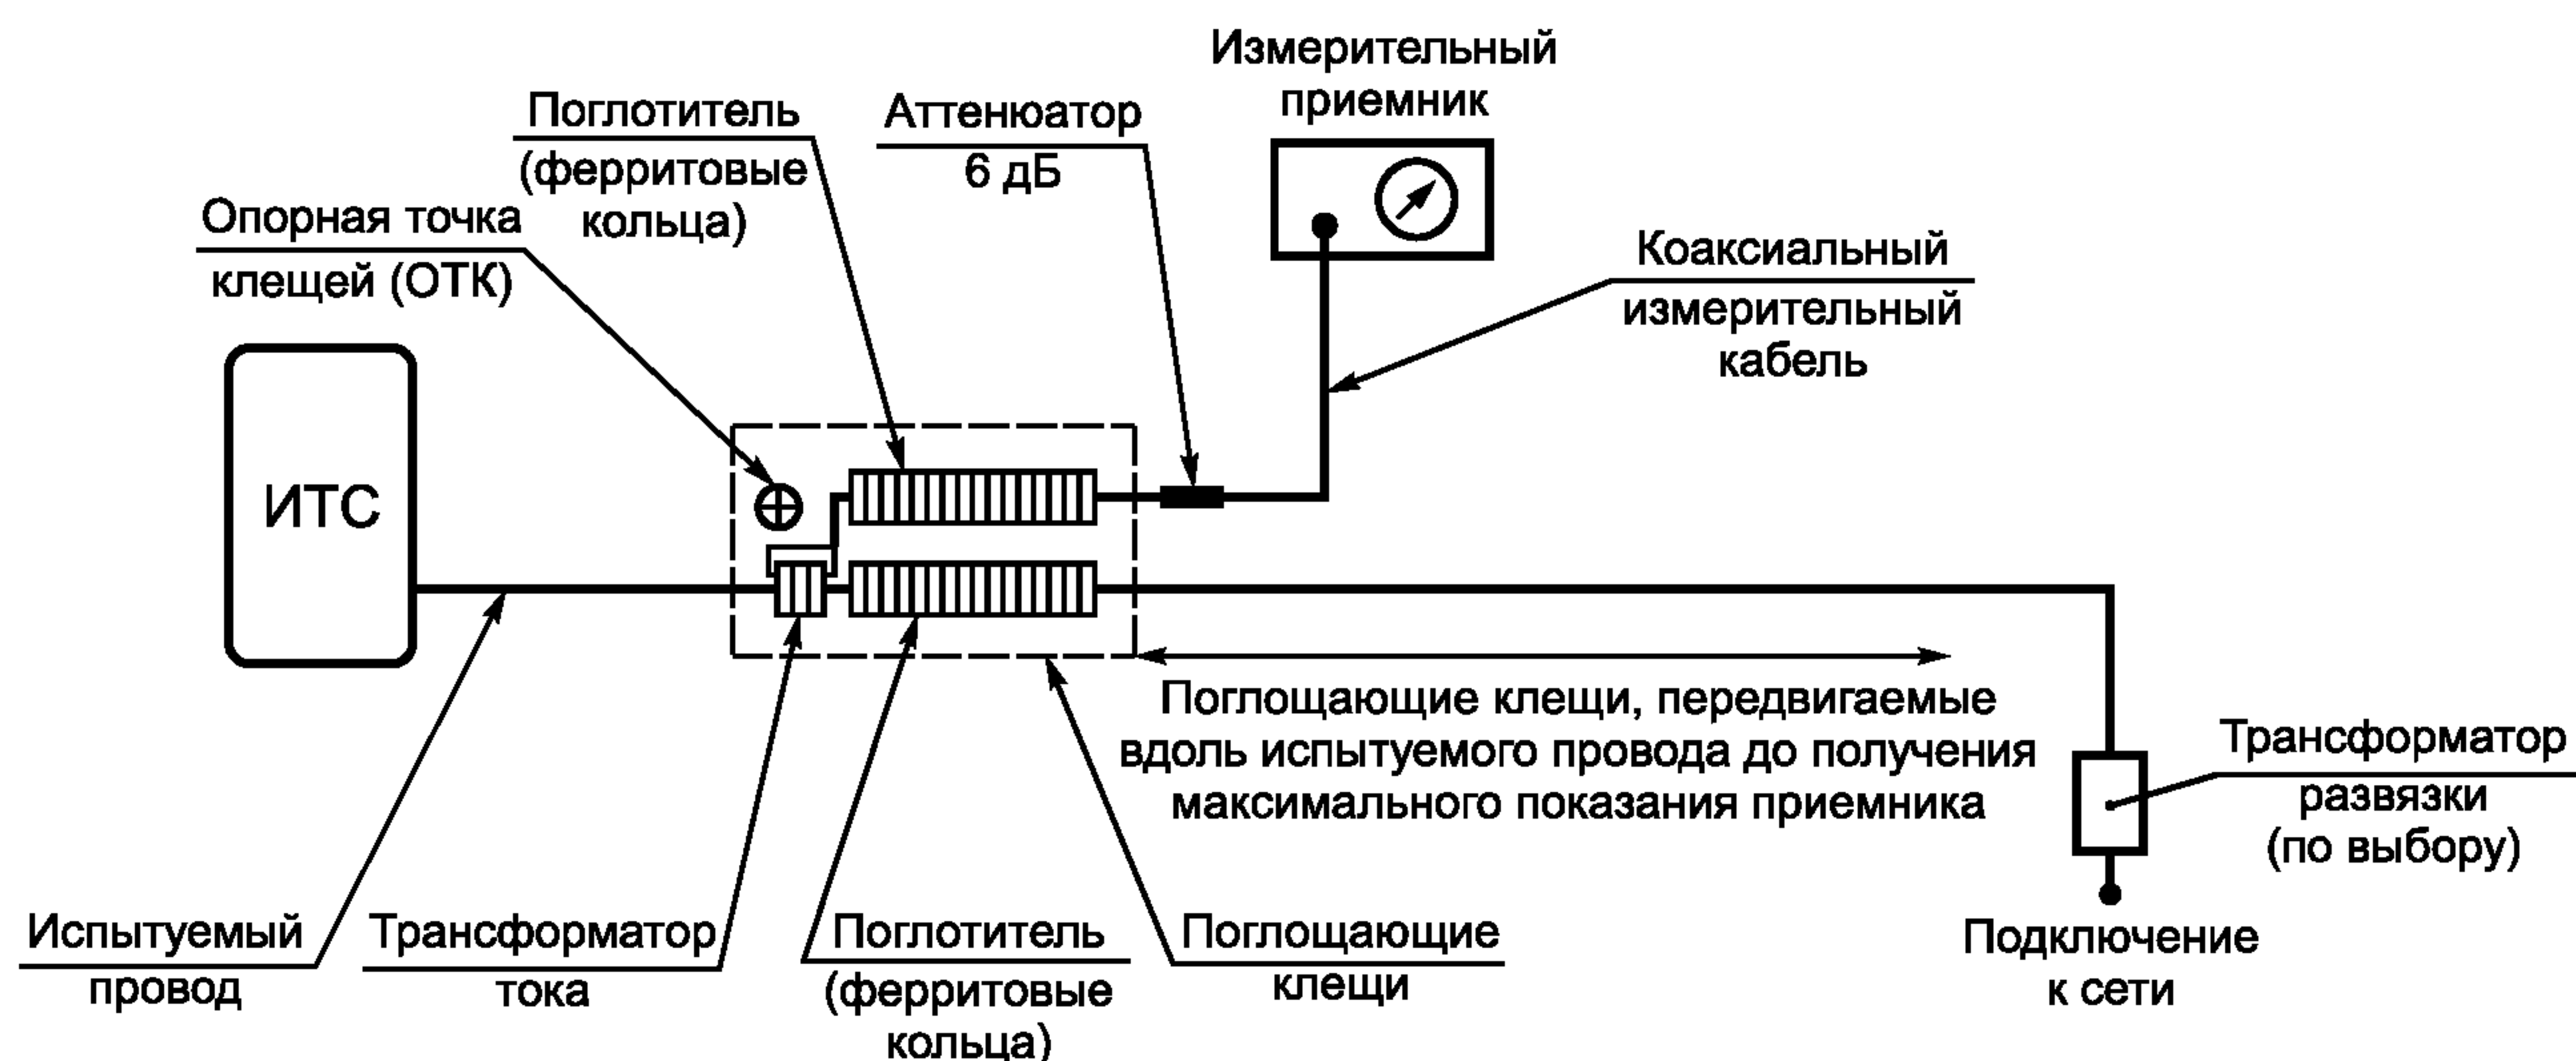 Измерительный
приемник
Поглотитель
(ферритовые
кольца)
Аттенюатор
6 дБ
Опорная точка
клещей (ОТК)
Коаксиальный
измерительный
кабель
ИТС
Поглощающие клещи, передвигаемые
вдоль испытуемого провода до получения
максимального показания приемника
Трансформатор
развязки
(по выбору)
Испытуемый
провод
Трансформатор
тока
Поглотитель
(ферритовые
кольца)
Поглощающие
клещи
Подключение
к сети